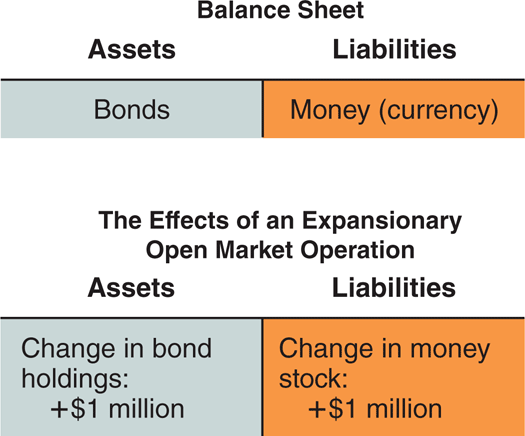 Balance Sheet
Assets Liabilities
Bonds Money (currency)
The Effects of an Expansionary
Open Market Operation
Assets Liabilities
Change in bond
holdings:
+$1 million
Change in money
stock:
+$1 million